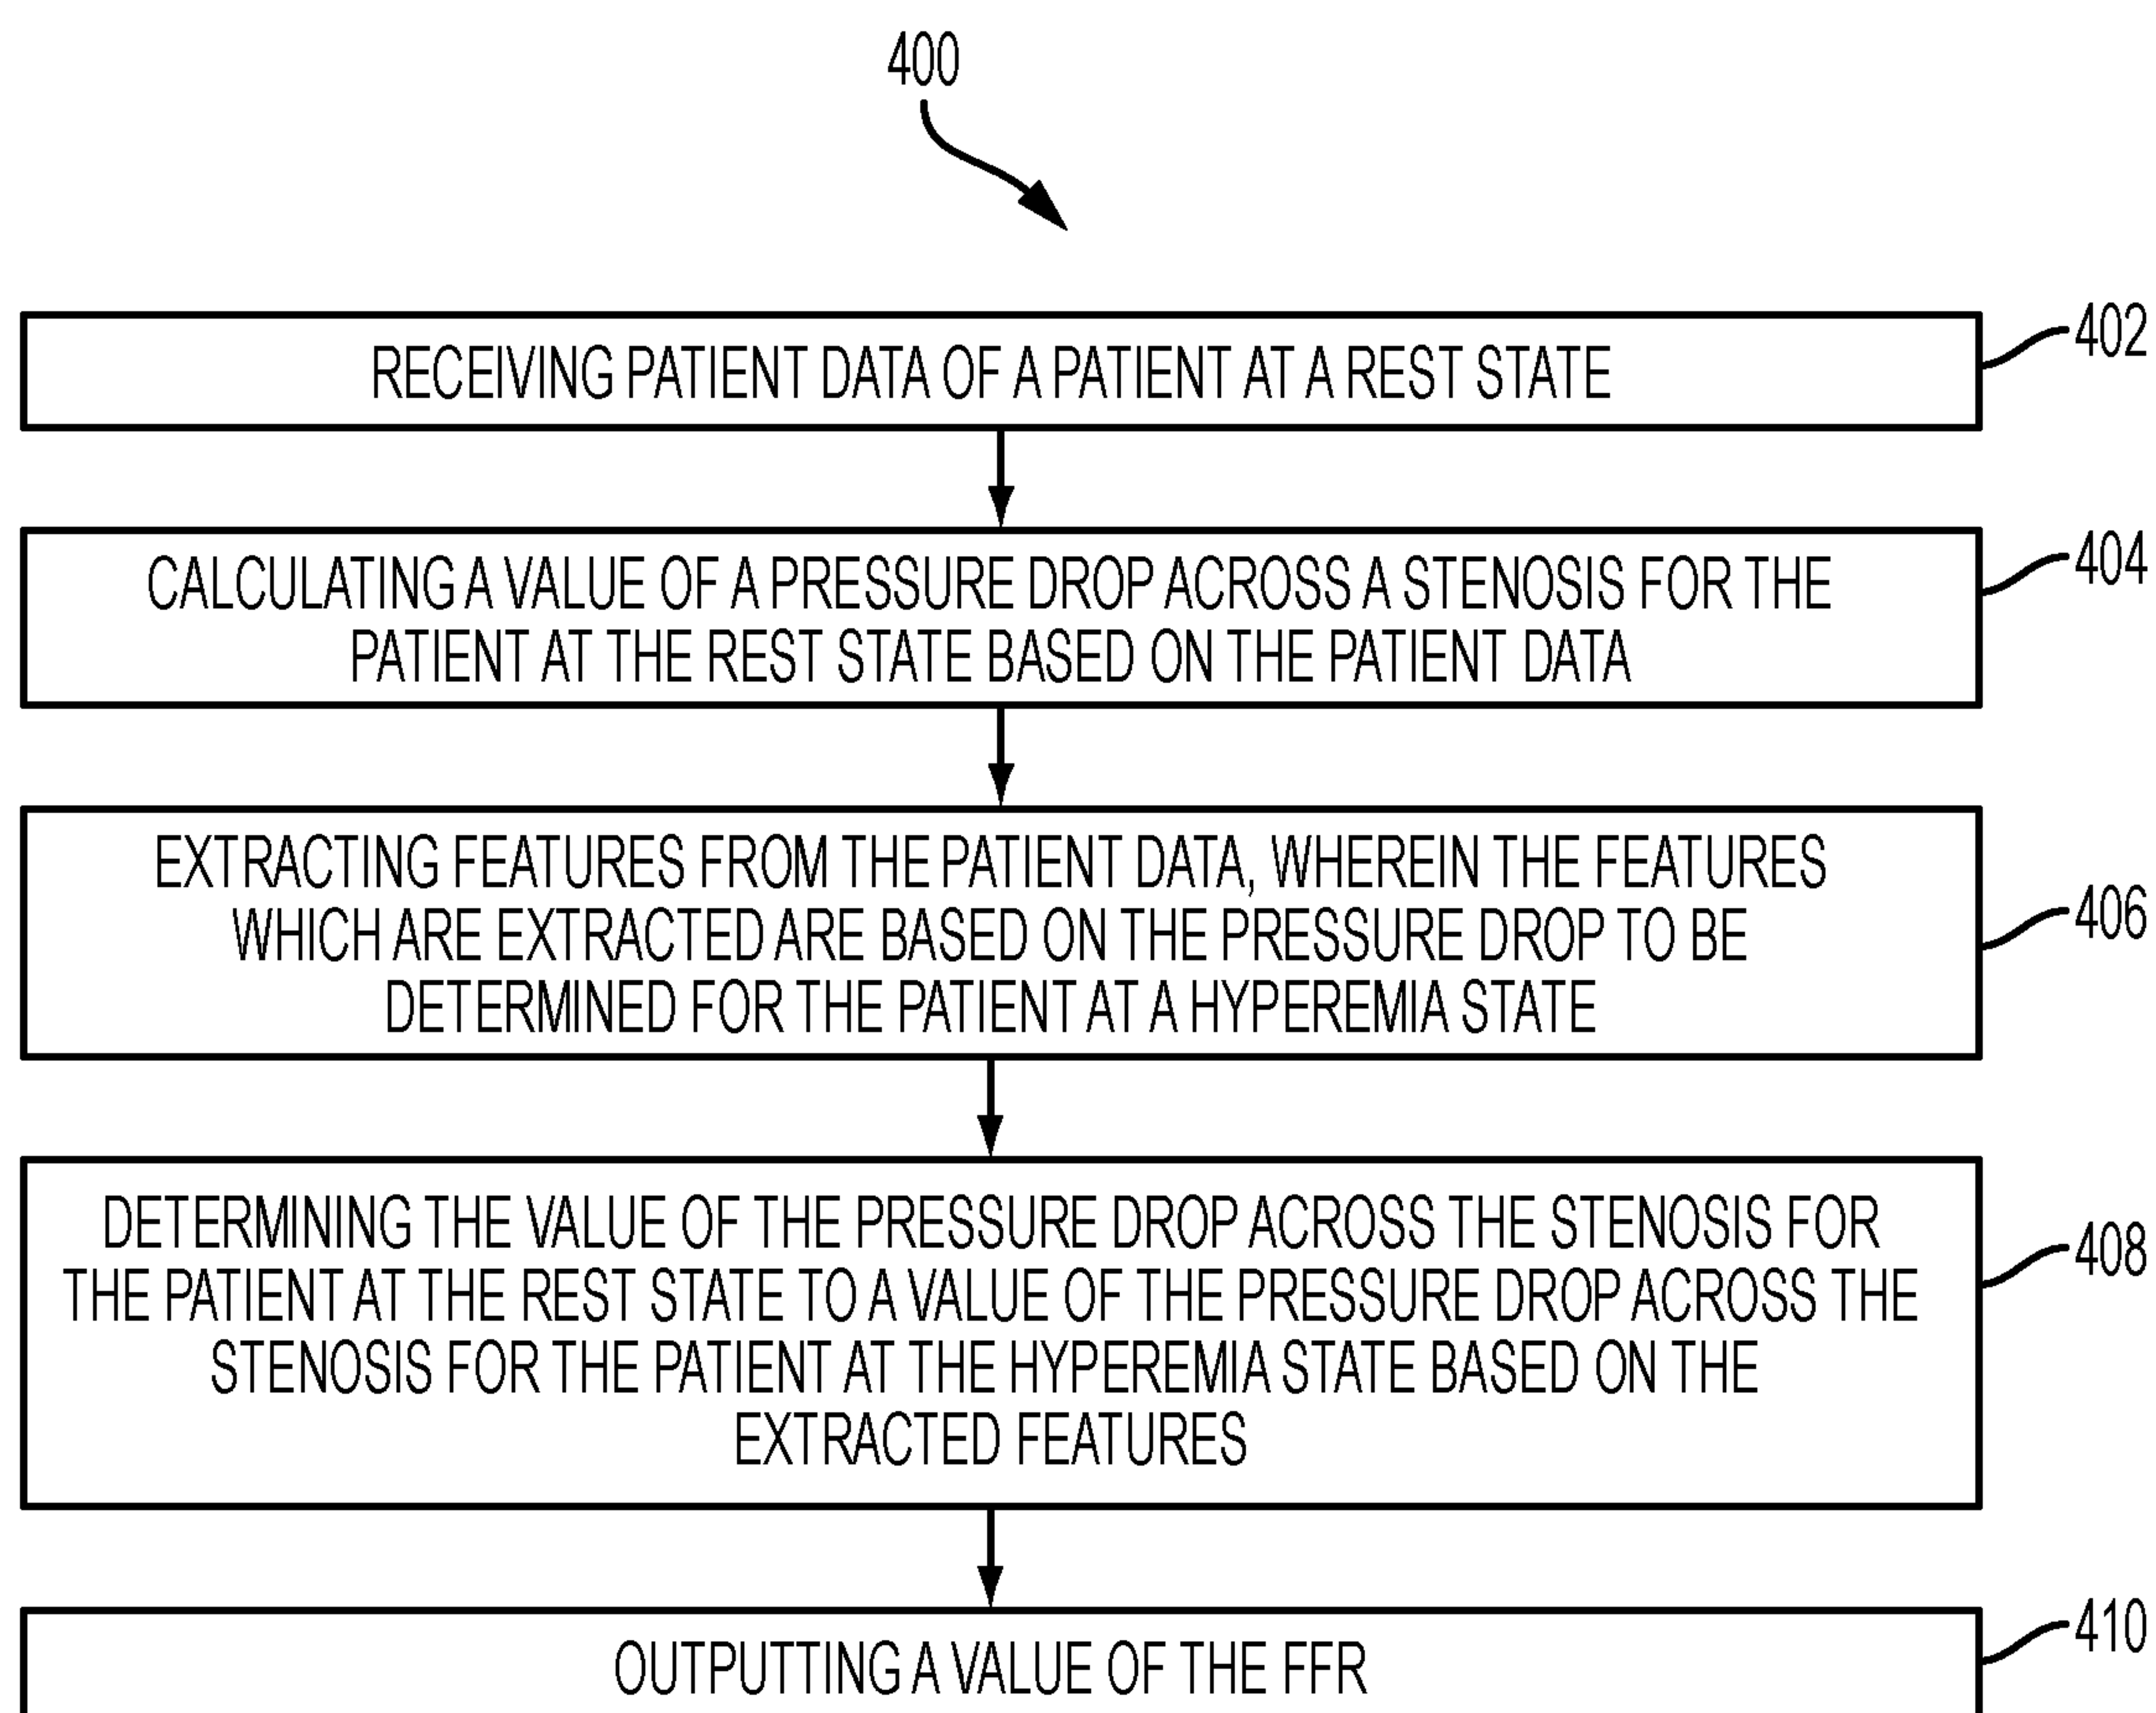 400
RECEIVING PATIENT DATA OF A PATIENT AT A REST STATE
402
CALCULATING A VALUE OF A PRESSURE DROP ACROSS A STENOSIS FOR THE
PATIENT AT THE REST STATE BASED ON THE PATIENT DATA
404
EXTRACTING FEATURES FROM THE PATIENT DATA, WHEREIN THE FEATURES
WHICH ARE EXTRACTED ARE BASED ON THE PRESSURE DROP TO BE
DETERMINED FOR THE PATIENT AT A HYPEREMIA STATE
406
DETERMINING THE VALUE OF THE PRESSURE DROP ACROSS THE STENOSIS FOR
THE PATIENT AT THE REST STATE TO A VALUE OF THE PRESSURE DROP ACROSS THE
STENOSIS FOR THE PATIENT AT THE HYPEREMIA STATE BASED ON THE
EXTRACTED FEATURES
408
OUTPUTTING A VALUE OF THE FFR
410